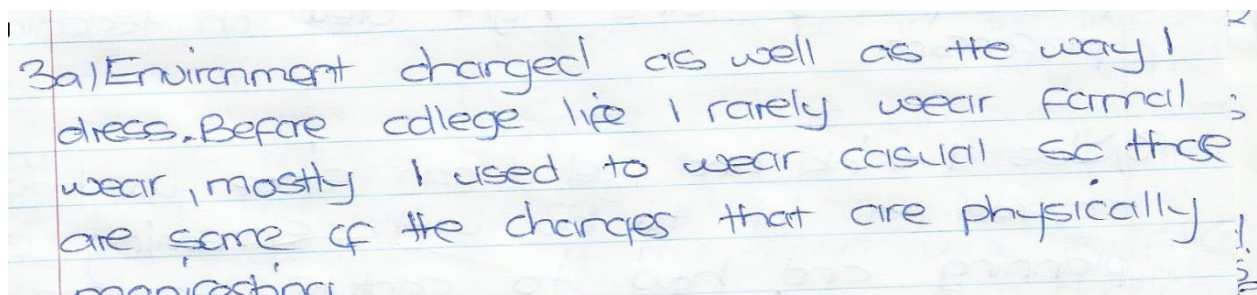 3a) Environment changed as well as the way I
dress. Before college life I rarely wear formal
wear, mostly I used to wear casual so those
are some of the changes that are physically
manifesting